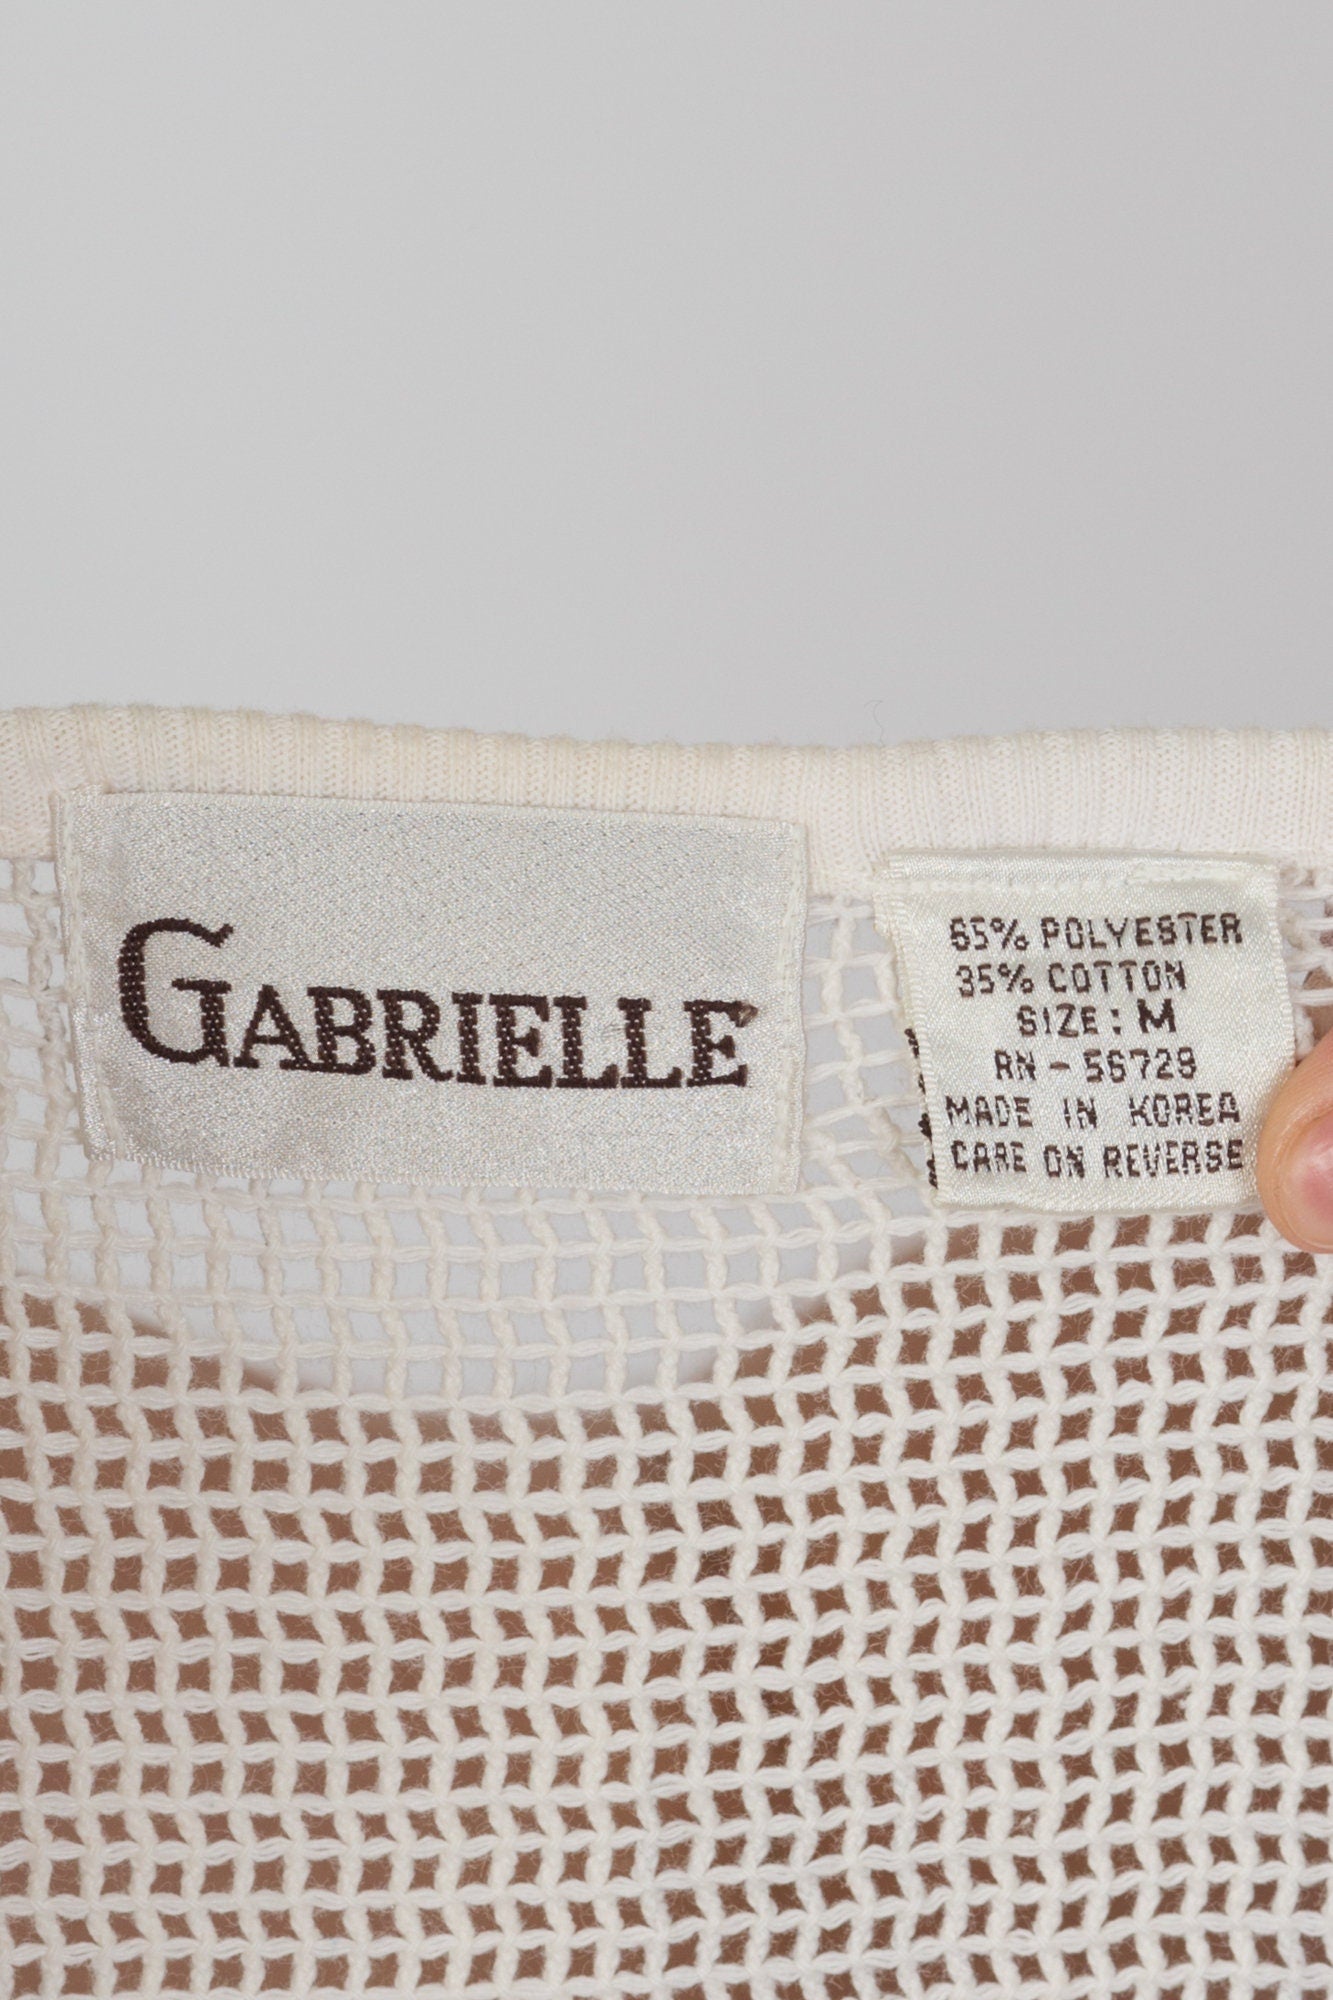 GABRIELLE
65% POLYESTER
35% COTTON
SIZE: M
RN - 56729
MADE IN KOREA
CARE ON REVERSE